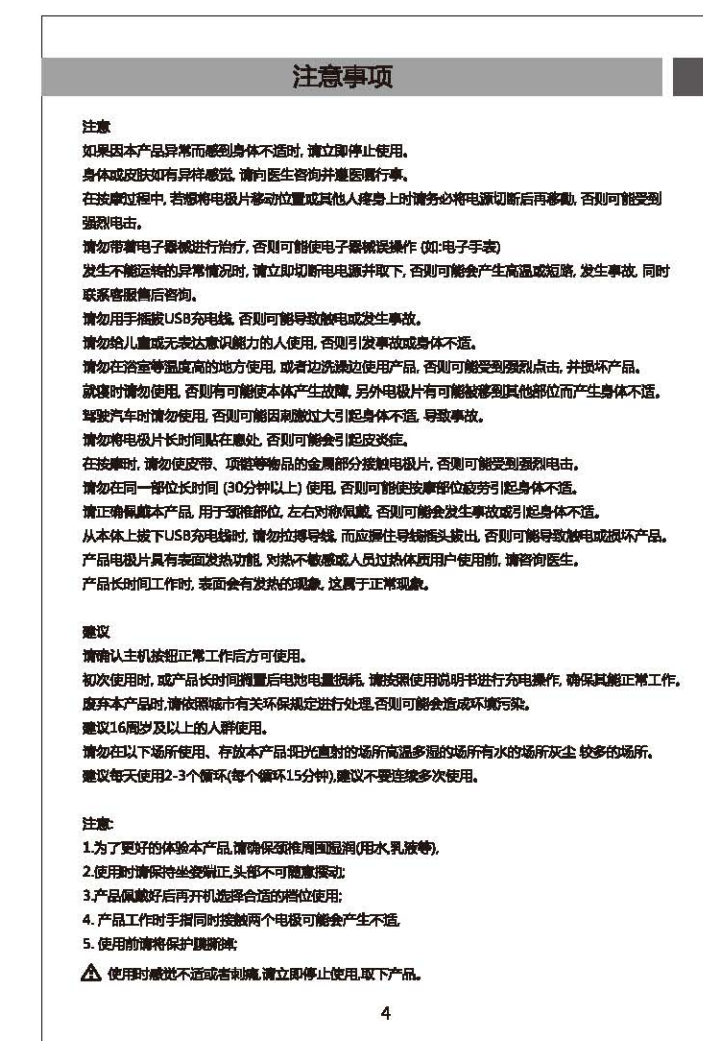 注意事项
注意
如果因本产品异常而感到身体不适时, 请立即停止使用。
身体或皮肤如有异样感觉, 请向医生咨询并遵医嘱行事。
在按摩过程中, 若想将电极片移动位置或其他人疼身上时请务必将电源切断后再移動, 否则可能受到
强烈电击。
请勿带着电子器械进行治疗, 否则可能使电子器械误操作 (如:电子手表)
发生不能运转的异常情况时, 请立即切断电电源并取下, 否则可能会产生高温或短路, 发生事故, 同时
联系客服售后咨询。
请勿用手插拔USB充电线, 否则可能导致触电或发生事故。
请勿给儿童或无表达意识能力的人使用, 否则引发事故或身体不适。
请勿在浴室等温度高的地方使用, 或者边洗澡边使用产品, 否则可能受到强烈点击, 并损坏产品。
就寝时请勿使用, 否则有可能使本体产生故障, 另外电极片有可能被移到其他部位而产生身体不适。
驾驶汽车时请勿使用, 否则可能因刺激过大引起身体不适, 导致事故。
请勿将电极片长时间贴在患处, 否则可能会引起皮炎症。
在按摩时, 请勿使皮带、项链等物品的金属部分接触电极片, 否则可能受到强烈电击。
请勿在同一部位长时间 (30分钟以上) 使用, 否则可能使按摩部位疲劳引起身体不适。
请正确佩戴本产品, 用于颈椎部位, 左右对称佩戴, 否则可能会发生事故或引起身体不适。
从本体上拔下USB充电线时, 请勿拉搏导线, 而应握住导线插头拔出, 否则可能导致触电或损坏产品。
产品电极片具有表面发热功能, 对热不敏感或人员过热体质用户使用前, 请咨询医生。
产品长时间工作时, 表面会有发热的现象, 这属于正常现象。
建议
请确认主机按钮正常工作后方可使用。
初次使用时, 或产品长时间搁置后电池电量损耗, 请按照使用说明书进行充电操作, 确保其能正常工作。
废弃本产品时,请依照城市有关环保规定进行处理,否则可能会造成环境污染。
建议16周岁及以上的人群使用。
请勿在以下场所使用、存放本产品:阳光直射的场所高温多湿的场所有水的场所灰尘 较多的场所。
建议每天使用2-3个循环(每个循环15分钟),建议不要连续多次使用。
注意:
1.为了更好的体验本产品,请确保颈椎周围湿润(用水,乳液等),
2.使用时请保持坐姿端正,头部不可随意摆动;
3.产品佩戴好后再开机选择合适的档位使用;
4. 产品工作时手指同时接触两个电极可能会产生不适,
5. 使用前请将保护膜撕掉;
使用时感觉不适或者刺痛,请立即停止使用,取下产品。
4